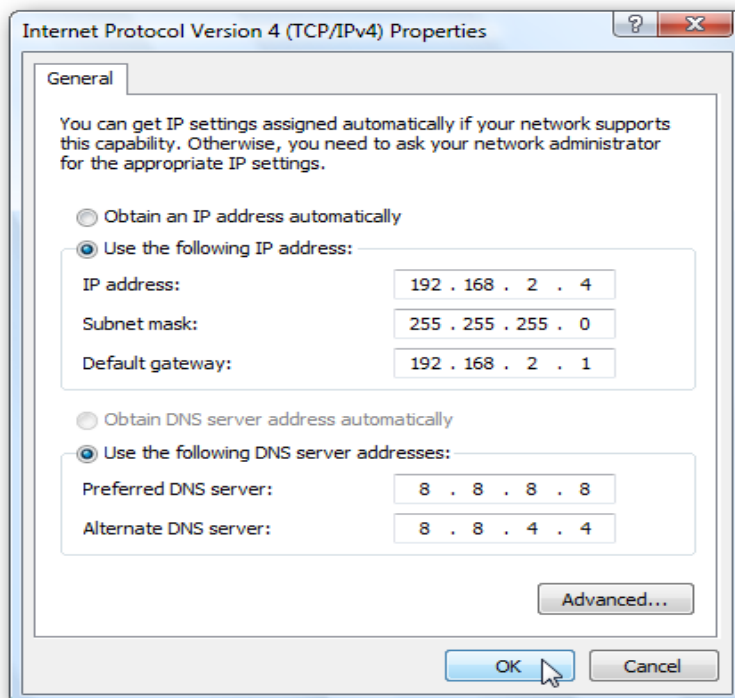 Internet Protocol Version 4 (TCP/IPv4) Properties
?
X
General
You can get IP settings assigned automatically if your network supports
this capability. Otherwise, you need to ask your network administrator
for the appropriate IP settings.
Obtain an IP address automatically
Use the following IP address:
IP address: 192 . 168 . 2 . 4
Subnet mask: 255 . 255 . 255 . 0
Default gateway: 192 . 168 . 2 . 1
Obtain DNS server address automatically
Use the following DNS server addresses:
Preferred DNS server: 8 . 8 . 8 . 8
Alternate DNS server: 8 . 8 . 4 . 4
Advanced...
OK Cancel